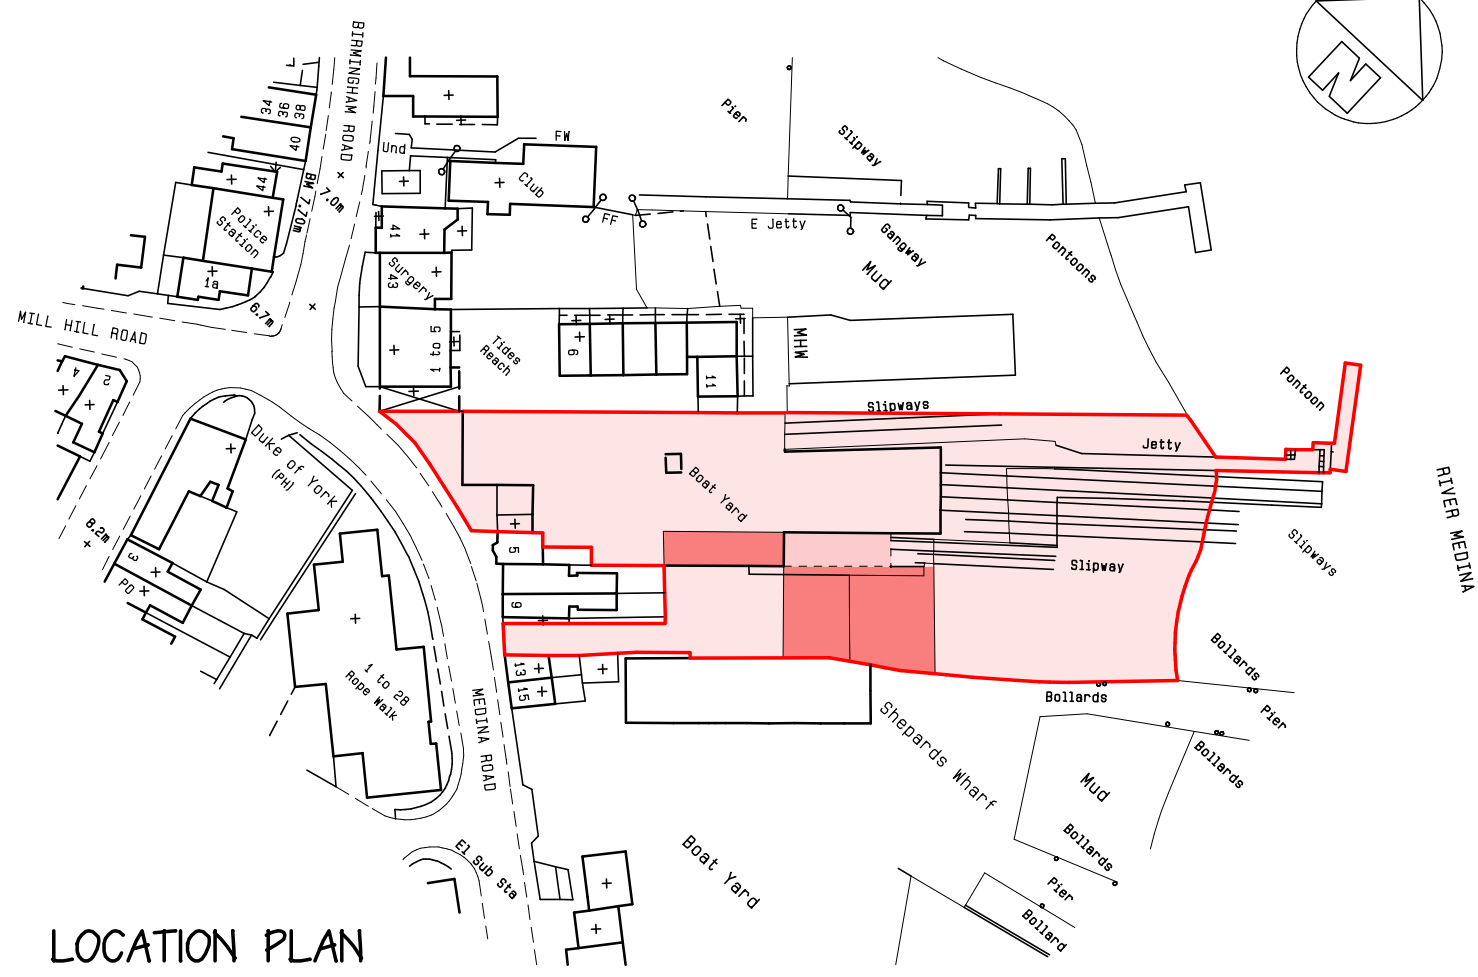 N
BIRMINGHAM ROAD
34
36
38
40
44
Und
FW
Club
Pier
Slipway
BM 7.70m
7.0m
Police
Station
41
FF
E Jetty
Gangway
Pontoons
Mud
1a
Surgery
43
6.7m
MILL HILL ROAD
1 to 5
Tides
Reach
6
11
MHW
4
2
Pontoon
Slipways
Jetty
Duke of York
(PH)
Boat Yard
RIVER MEDINA
8.2m
3
PO
5
9
Slipway
Slipways
13
15
1 to 28
Rope Walk
MEDINA ROAD
Bollards
Bollards
Pier
Bollards
Shepards Wharf
Mud
Bollards
El Sub Sta
Boat Yard
Pier
Bollard
LOCATION PLAN